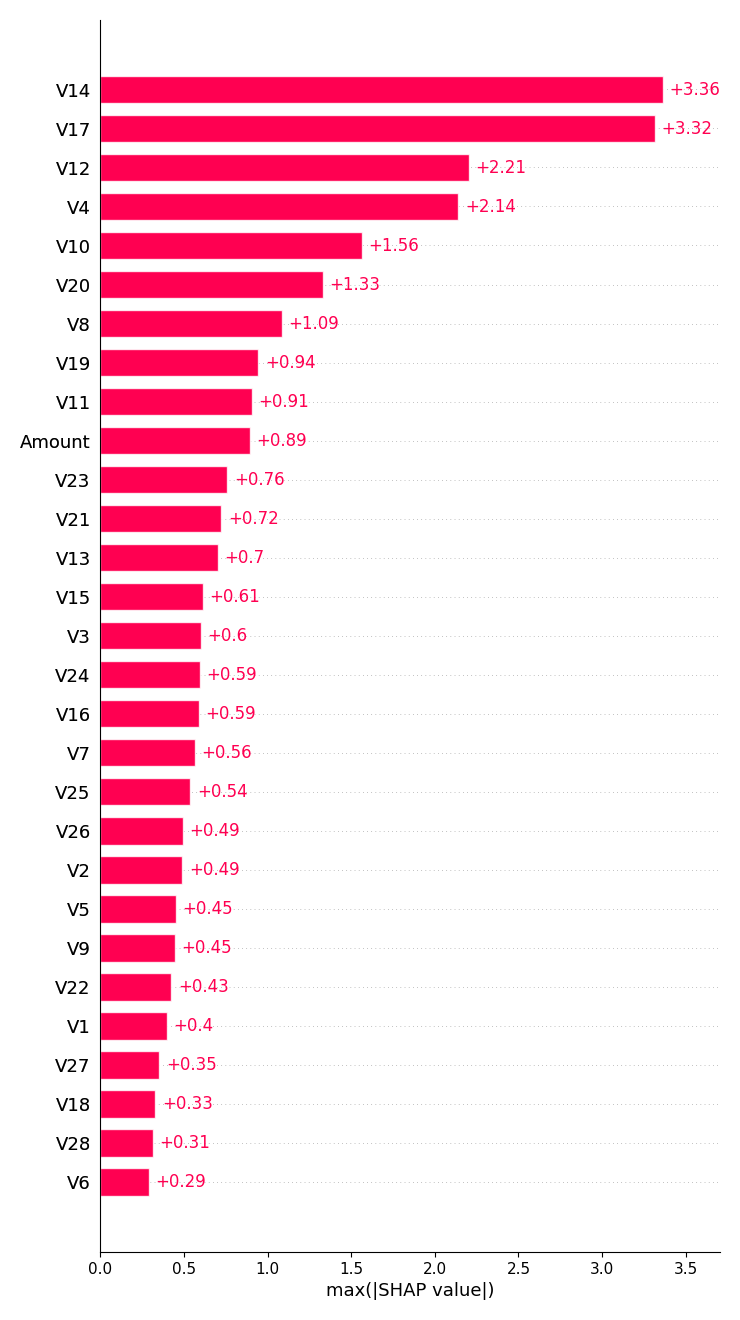 V14 +3.36
V17 +3.32
V12 +2.21
V4 +2.14
V10 +1.56
V20 +1.33
V8 +1.09
V19 +0.94
V11 +0.91
Amount +0.89
V23 +0.76
V21 +0.72
V13 +0.7
V15 +0.61
V3 +0.6
V24 +0.59
V16 +0.59
V7 +0.56
V25 +0.54
V26 +0.49
V2 +0.49
V5 +0.45
V9 +0.45
V22 +0.43
V1 +0.4
V27 +0.35
V18 +0.33
V28 +0.31
V6 +0.29
0.0 0.5 1.0 1.5 2.0 2.5 3.0 3.5
max(|SHAP value|)